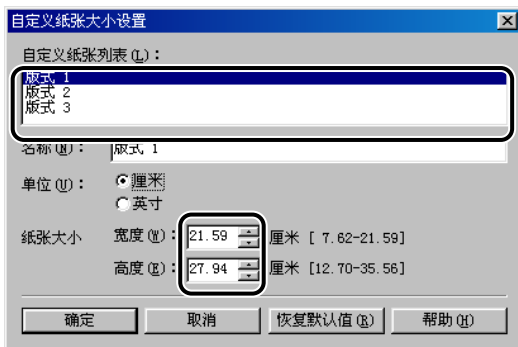 自定义纸张大小设置
自定义纸张列表(L):
版式 1
版式 2
版式 3
名称(N): 版式 1
单位(U): 厘米
英寸
纸张大小 宽度(W): 21.59 厘米 [ 7.62-21.59]
高度(E): 27.94 厘米 [12.70-35.56]
确定 取消 恢复默认值(R) 帮助(H)